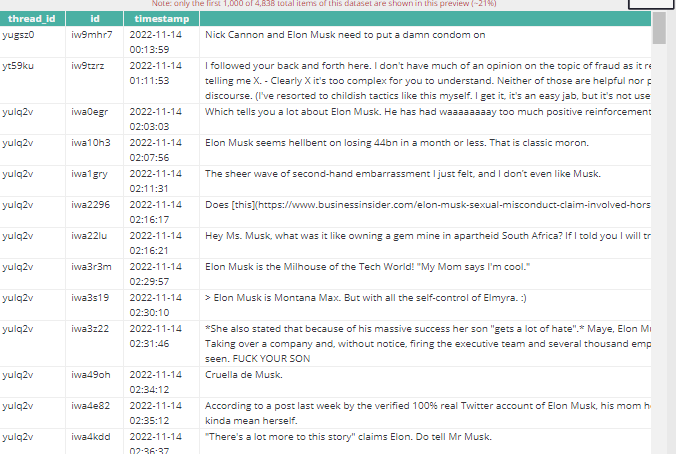 Note: only the first 1,000 of 4,838 total items of this dataset are shown in this preview (~21%)
thread_id id timestamp
yugsz0 iw9mhr7 2022-11-14 00:13:59 Nick Cannon and Elon Musk need to put a damn condom on
yt59ku iw9tzrz 2022-11-14 01:11:53 I followed your back and forth here. I don't have much of an opinion on the topic of fraud as it re
telling me X. - Clearly X it's too complex for you to understand. Neither of those are helpful nor p
discourse. (I've resorted to childish tactics like this myself. I get it, it's an easy jab, but it's not use
yulq2v iwa0egr 2022-11-14 02:03:03 Which tells you a lot about Elon Musk. He has had waaaaaaaay too much positive reinforcement
yulq2v iwa10h3 2022-11-14 02:07:56 Elon Musk seems hellbent on losing 44bn in a month or less. That is classic moron.
yulq2v iwa1gry 2022-11-14 02:11:31 The sheer wave of second-hand embarrassment I just felt, and I don't even like Musk.
yulq2v iwa2296 2022-11-14 02:16:17 Does [this](https://www.businessinsider.com/elon-musk-sexual-misconduct-claim-involved-hors
yulq2v iwa22lu 2022-11-14 02:16:21 Hey Ms. Musk, what was it like owning a gem mine in apartheid South Africa? If I told you I will tr
yulq2v iwa3r3m 2022-11-14 02:29:57 Elon Musk is the Milhouse of the Tech World! "My Mom says I'm cool."
yulq2v iwa3s19 2022-11-14 02:30:10 > Elon Musk is Montana Max. But with all the self-control of Elmyra. :)
yulq2v iwa3z22 2022-11-14 02:31:46 *She also stated that because of his massive success her son "gets a lot of hate".* Maye, Elon Mu
Taking over a company and, without notice, firing the executive team and several thousand emp
seen. FUCK YOUR SON
yulq2v iwa49oh 2022-11-14 02:34:12 Cruella de Musk.
yulq2v iwa4e82 2022-11-14 02:35:12 According to a post last week by the verified 100% real Twitter account of Elon Musk, his mom h
kinda mean herself.
yulq2v iwa4kdd 2022-11-14 02:36:37 "There's a lot more to this story" claims Elon. Do tell Mr Musk.